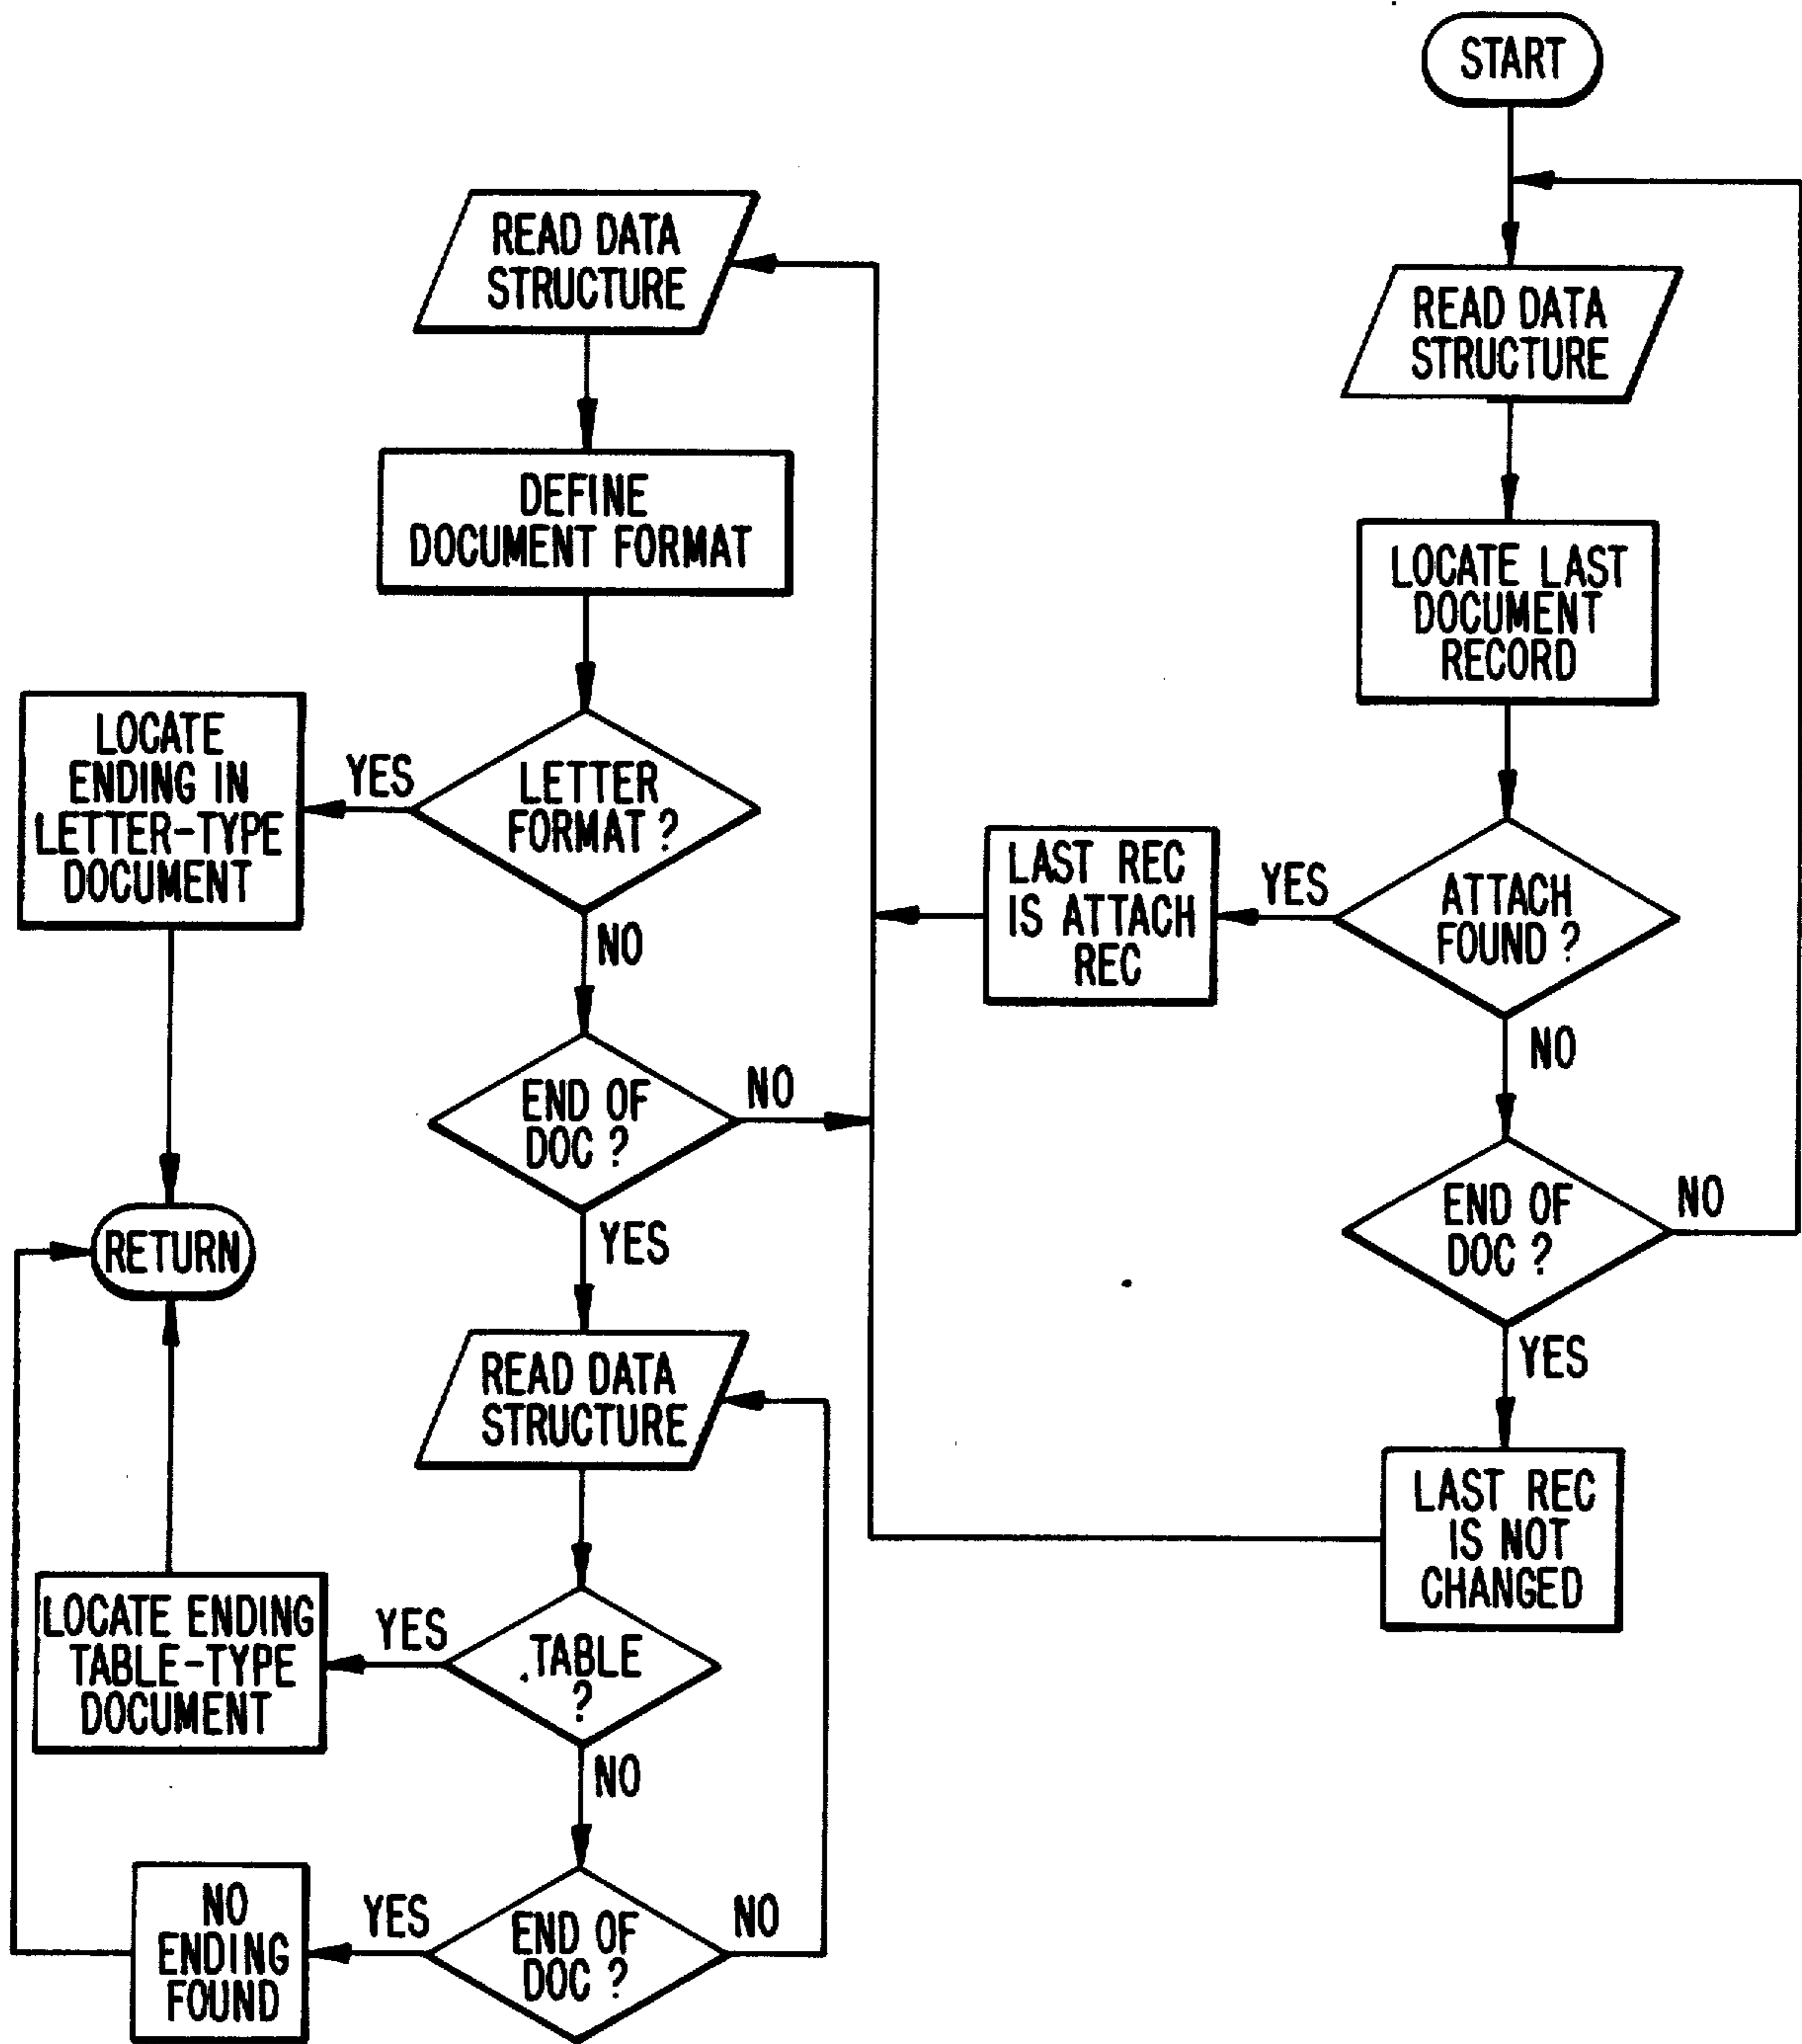 START
READ DATA
STRUCTURE
LOCATE LAST
DOCUMENT
RECORD
ATTACH
FOUND ?
YES
LAST REC
IS ATTACH
REC
NO
END OF
DOC ?
NO
YES
LAST REC
IS NOT
CHANGED
READ DATA
STRUCTURE
DEFINE
DOCUMENT FORMAT
LETTER
FORMAT ?
YES
LOCATE
ENDING IN
LETTER-TYPE
DOCUMENT
NO
END OF
DOC ?
NO
YES
RETURN
READ DATA
STRUCTURE
TABLE
?
YES
LOCATE ENDING
TABLE-TYPE
DOCUMENT
NO
END OF
DOC ?
NO
YES
NO
ENDING
FOUND